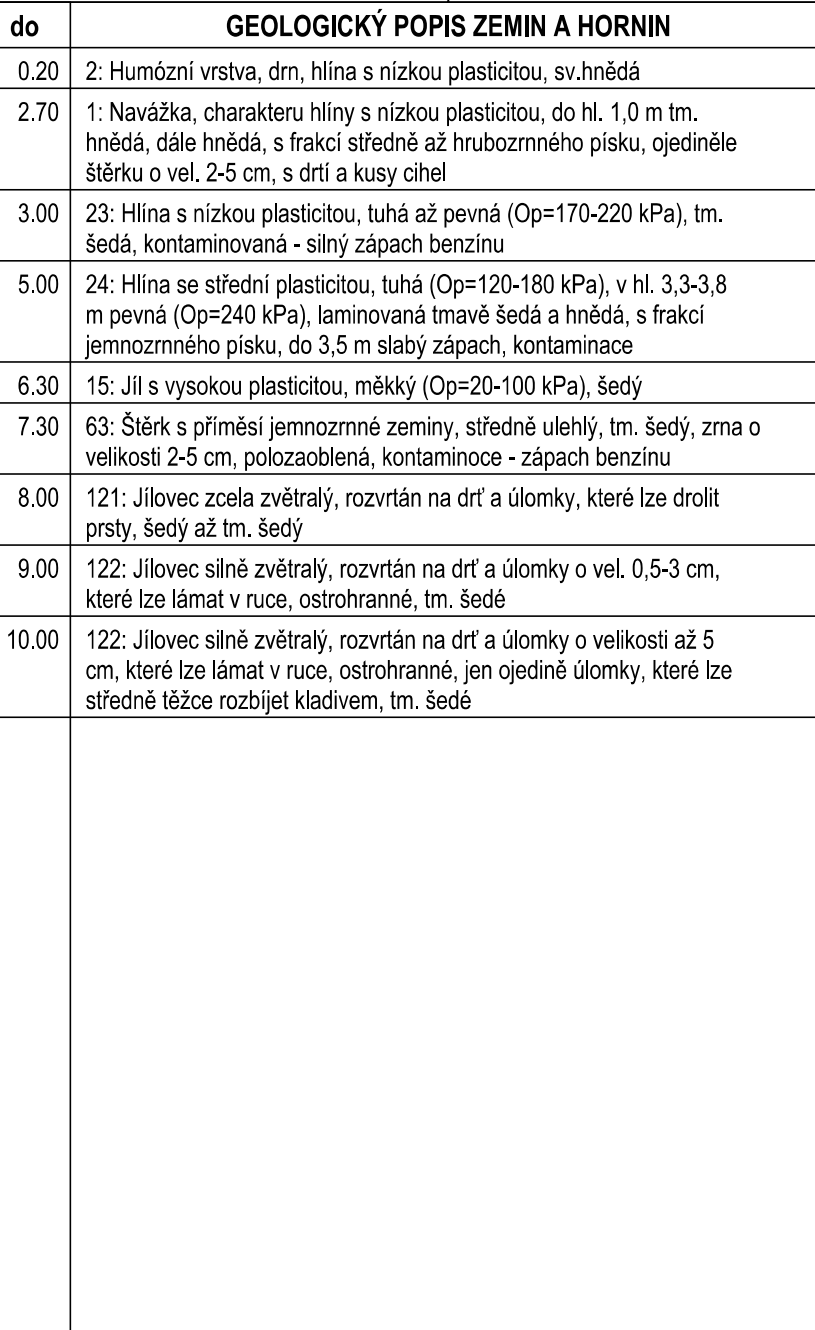 do GEOLOGICKÝ POPIS ZEMIN A HORNIN
0.20 2: Humózní vrstva, drn, hlína s nízkou plasticitou, sv.hnědá
2.70 1: Navážka, charakteru hlíny s nízkou plasticitou, do hl. 1,0 m tm.
hnědá, dále hnědá, s frakcí středně až hrubozrnného písku, ojediněle
štěrku o vel. 2-5 cm, s drtí a kusy cihel
3.00 23: Hlína s nízkou plasticitou, tuhá až pevná (Op=170-220 kPa), tm.
šedá, kontaminovaná - silný zápach benzínu
5.00 24: Hlína se střední plasticitou, tuhá (Op=120-180 kPa), v hl. 3,3-3,8
m pevná (Op=240 kPa), laminovaná tmavě šedá a hnědá, s frakcí
jemnozrnného písku, do 3,5 m slabý zápach, kontaminace
6.30 15: Jíl s vysokou plasticitou, měkký (Op=20-100 kPa), šedý
7.30 63: Štěrk s příměsí jemnozrnné zeminy, středně ulehlý, tm. šedý, zrna o
velikosti 2-5 cm, polozaoblená, kontaminoce - zápach benzínu
8.00 121: Jílovec zcela zvětralý, rozvrtán na drť a úlomky, které lze drolit
prsty, šedý až tm. šedý
9.00 122: Jílovec silně zvětralý, rozvrtán na drť a úlomky o vel. 0,5-3 cm,
které lze lámat v ruce, ostrohranné, tm. šedé
10.00 122: Jílovec silně zvětralý, rozvrtán na drť a úlomky o velikosti až 5
cm, které lze lámat v ruce, ostrohranné, jen ojedině úlomky, které lze
středně těžce rozbíjet kladivem, tm. šedé